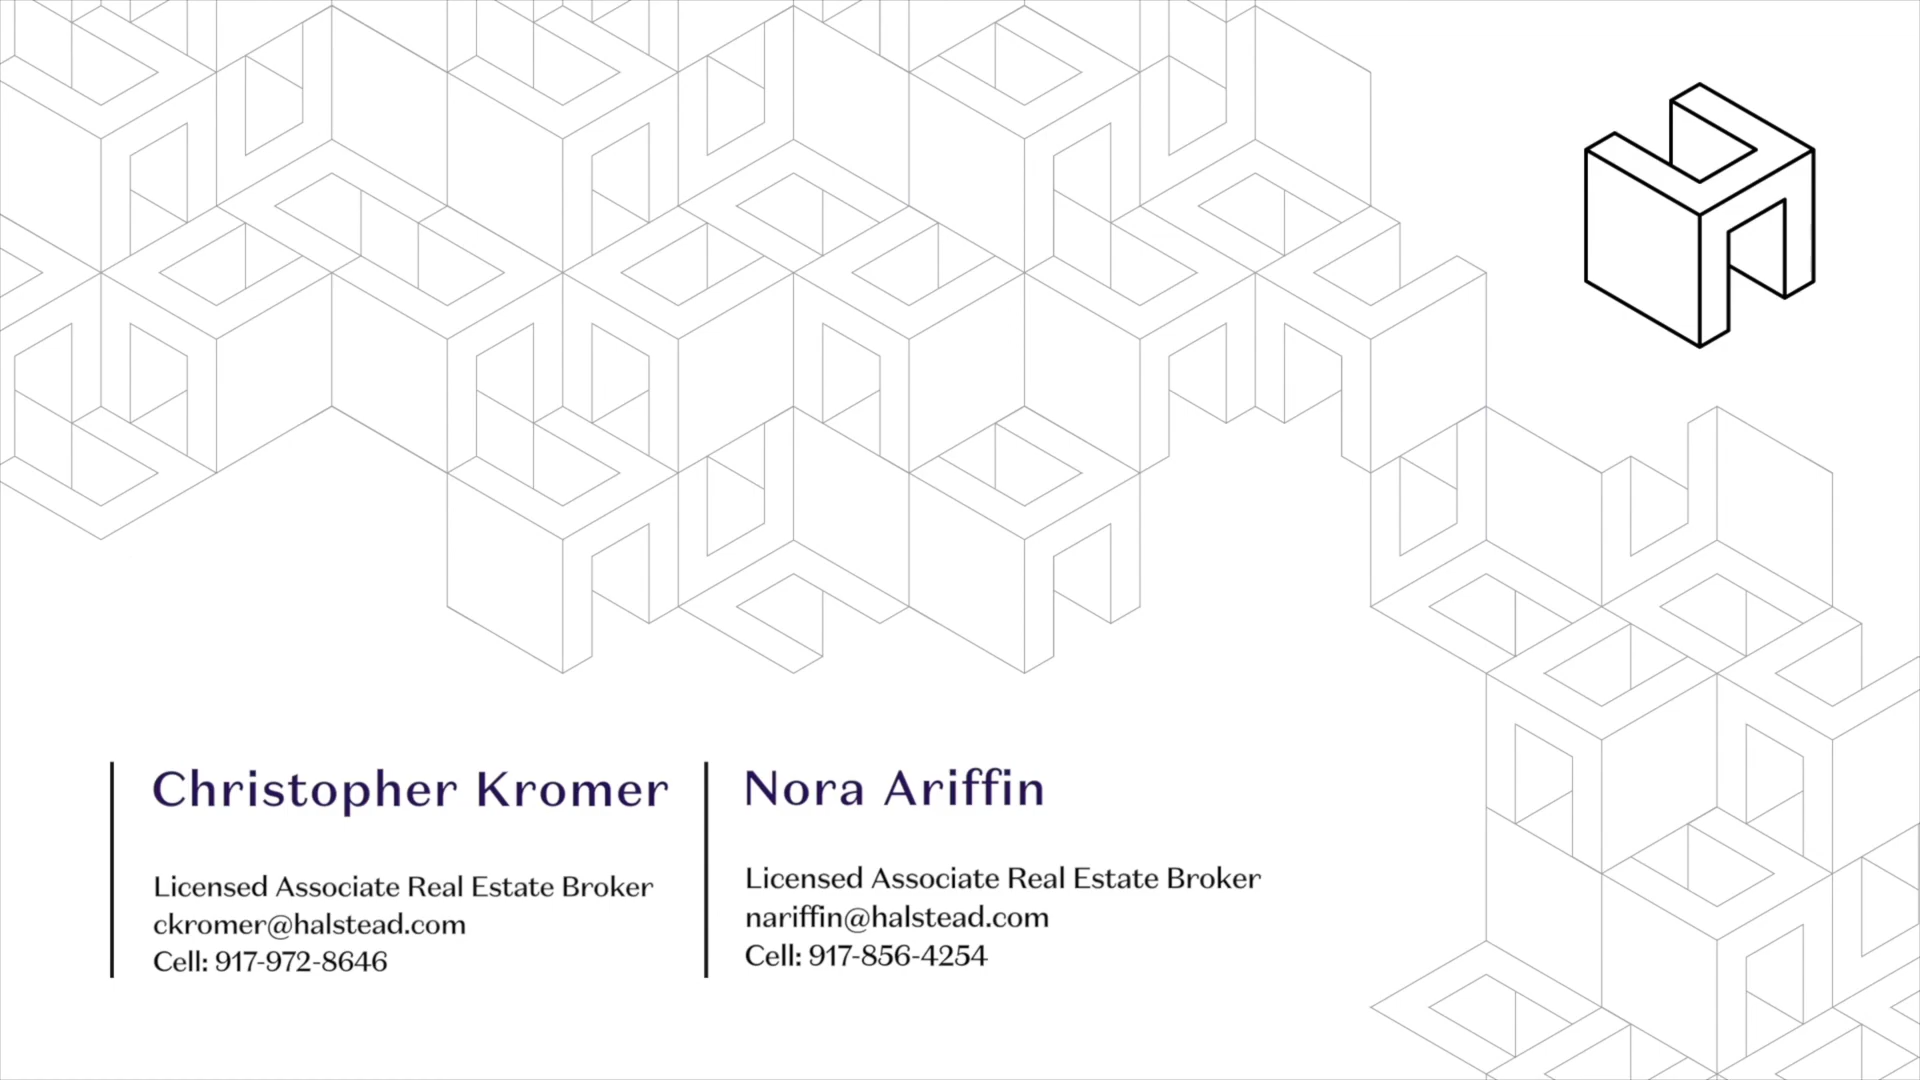 Christopher Kromer
Licensed Associate Real Estate Broker
ckromer@halstead.com
Cell: 917-972-8646
Nora Ariffin
Licensed Associate Real Estate Broker
nariffin@halstead.com
Cell: 917-856-4254